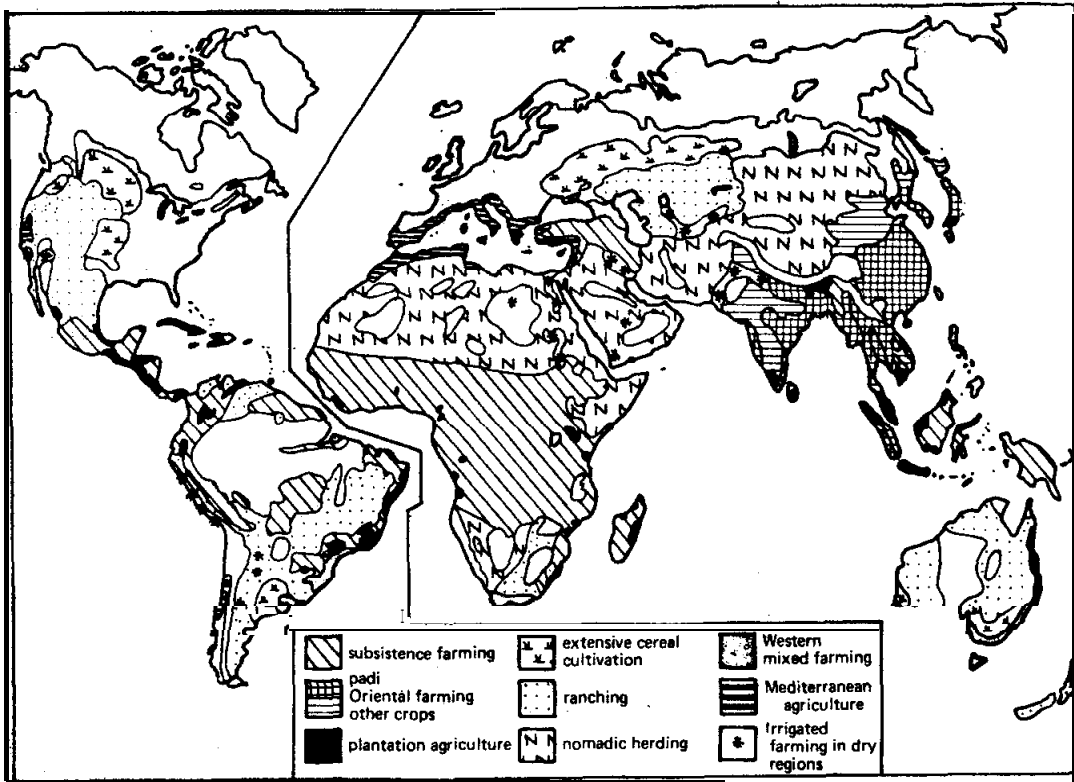 subsistence farming
padi
Oriental farming
other crops
plantation agriculture
extensive cereal
cultivation
ranching
nomadic herding
Western
mixed farming
Mediterranean
agriculture
Irrigated
farming in dry
regions